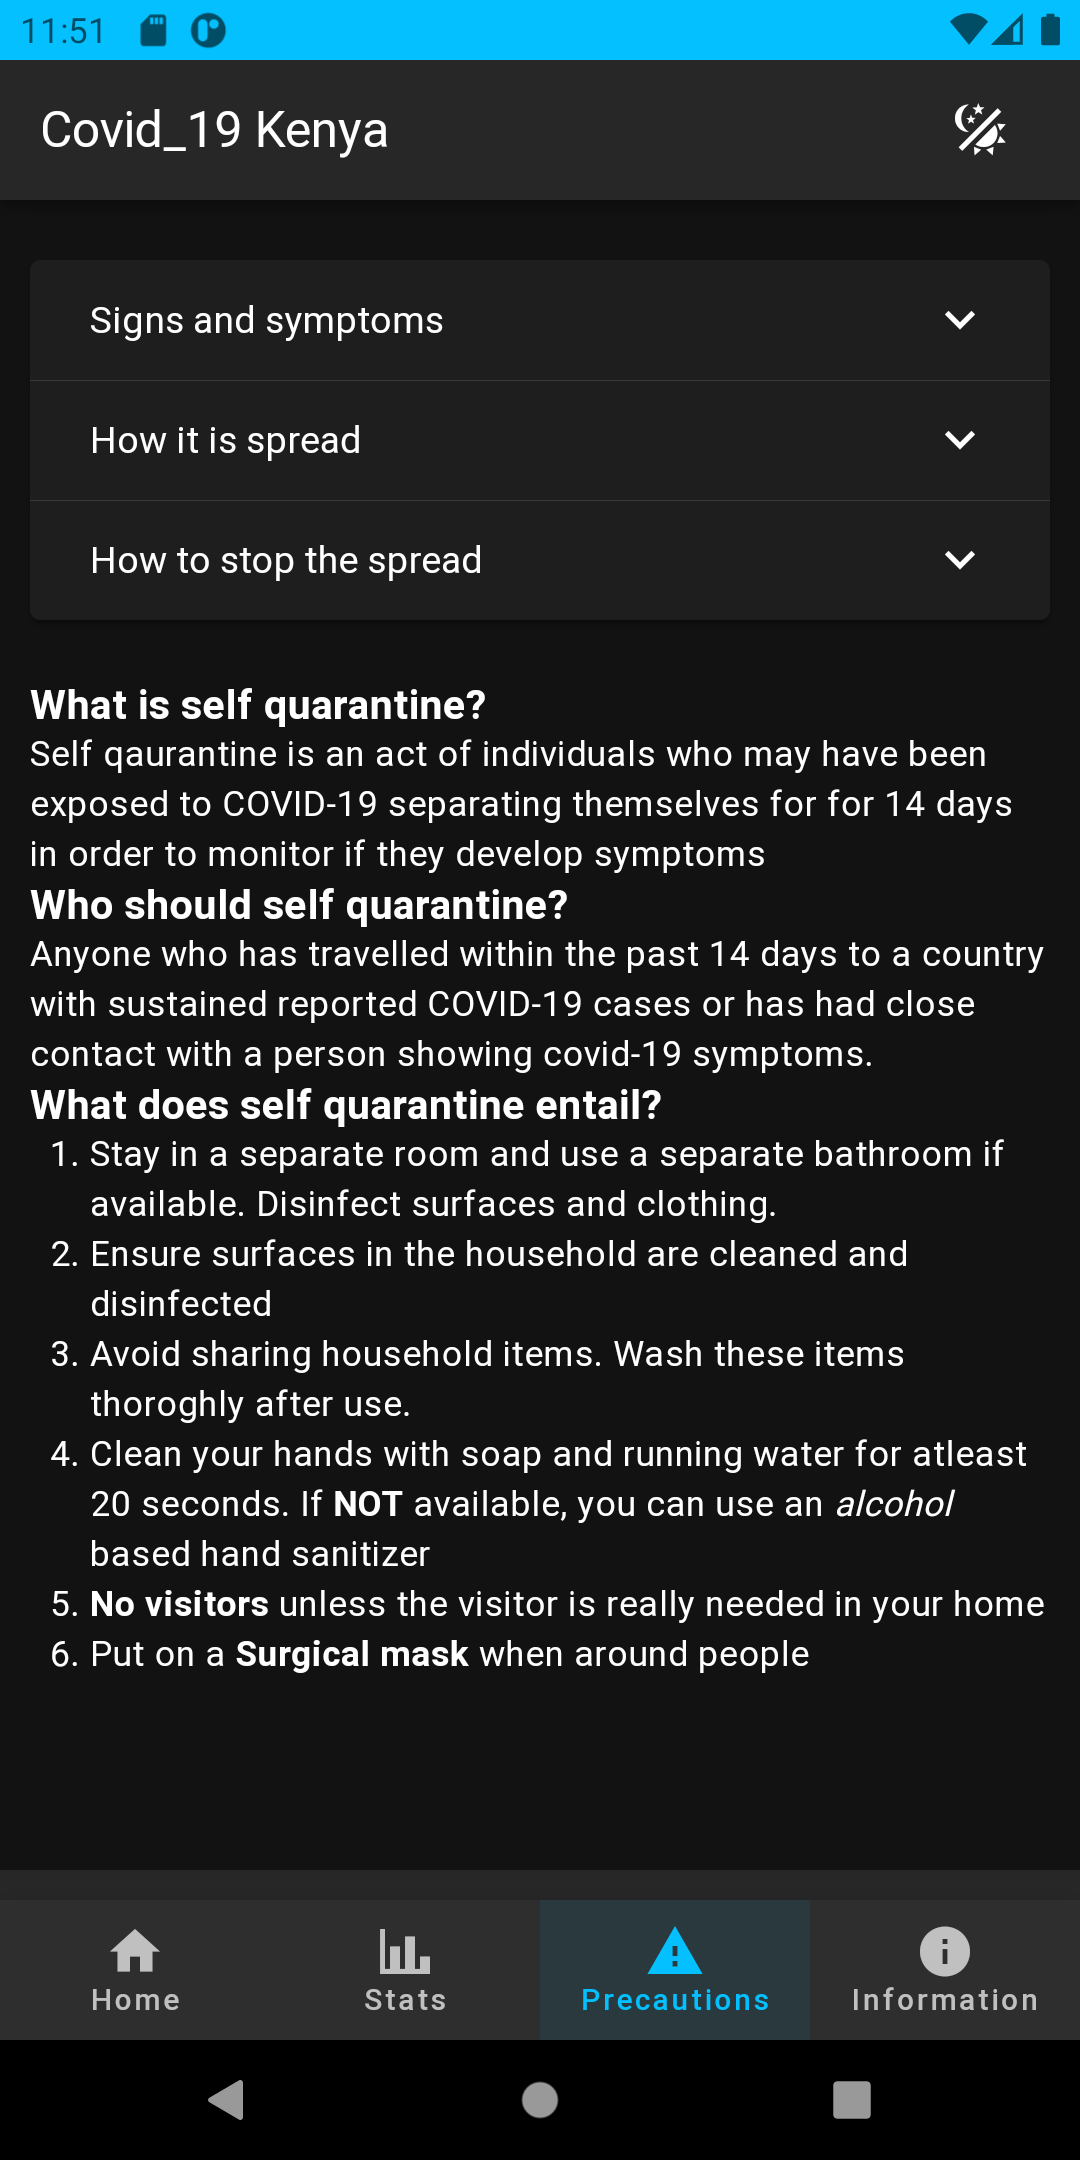 11:51
Covid_19 Kenya
Signs and symptoms
How it is spread
How to stop the spread
What is self quarantine?
Self qaurantine is an act of individuals who may have been
exposed to COVID-19 separating themselves for for 14 days
in order to monitor if they develop symptoms
Who should self quarantine?
Anyone who has travelled within the past 14 days to a country
with sustained reported COVID-19 cases or has had close
contact with a person showing covid-19 symptoms.
What does self quarantine entail?
1. Stay in a separate room and use a separate bathroom if
available. Disinfect surfaces and clothing.
2. Ensure surfaces in the household are cleaned and
disinfected
3. Avoid sharing household items. Wash these items
thoroghly after use.
4. Clean your hands with soap and running water for atleast
20 seconds. If NOT available, you can use an alcohol
based hand sanitizer
5. No visitors unless the visitor is really needed in your home
6. Put on a Surgical mask when around people
Home
Stats
Precautions
Information